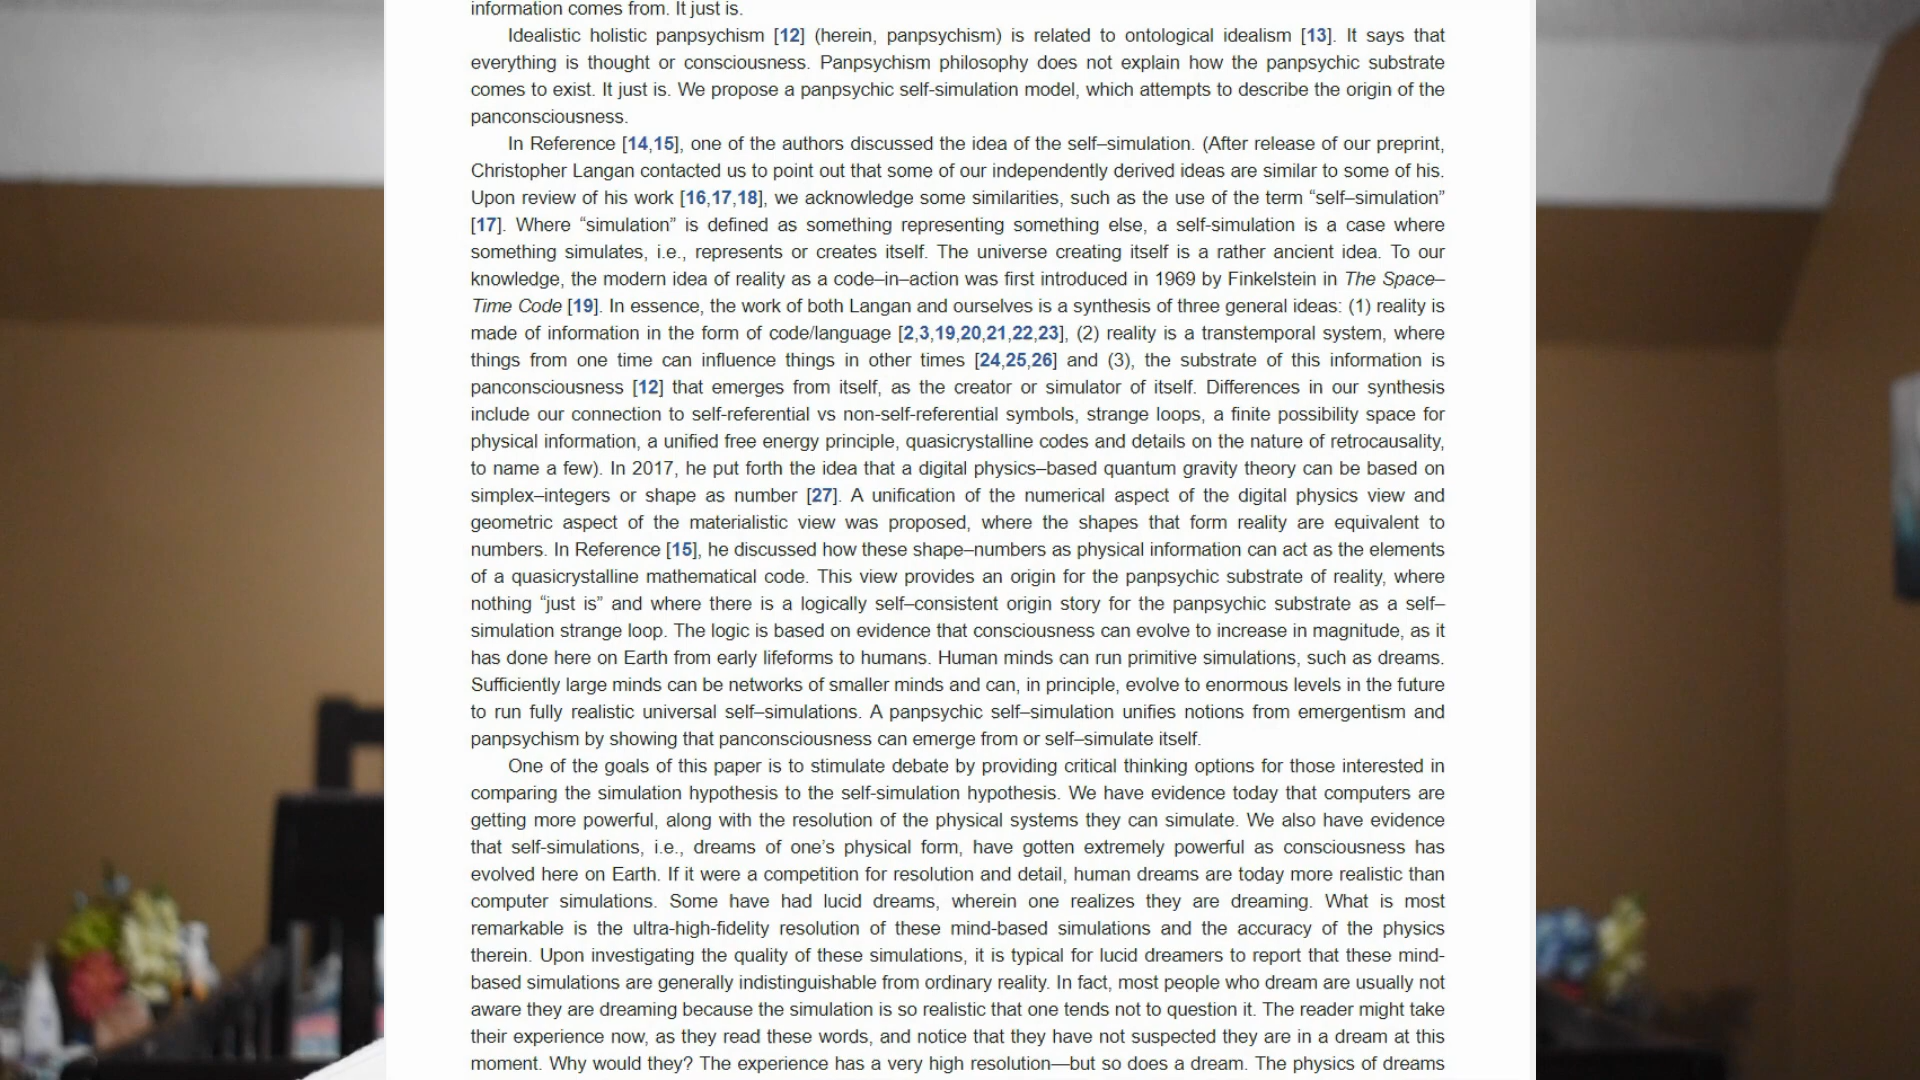 information comes from. It just is.
Idealistic holistic panpsychism [12] (herein, panpsychism) is related to ontological idealism [13]. It says that
everything is thought or consciousness. Panpsychism philosophy does not explain how the panpsychic substrate
comes to exist. It just is. We propose a panpsychic self-simulation model, which attempts to describe the origin of the
panconsciousness.
In Reference [14,15], one of the authors discussed the idea of the self–simulation. (After release of our preprint,
Christopher Langan contacted us to point out that some of our independently derived ideas are similar to some of his.
Upon review of his work [16,17,18], we acknowledge some similarities, such as the use of the term “self–simulation”
[17]. Where “simulation” is defined as something representing something else, a self-simulation is a case where
something simulates, i.e., represents or creates itself. The universe creating itself is a rather ancient idea. To our
knowledge, the modern idea of reality as a code–in–action was first introduced in 1969 by Finkelstein in The Space–
Time Code [19]. In essence, the work of both Langan and ourselves is a synthesis of three general ideas: (1) reality is
made of information in the form of code/language [2,3,19,20,21,22,23], (2) reality is a transtemporal system, where
things from one time can influence things in other times [24,25,26] and (3), the substrate of this information is
panconsciousness [12] that emerges from itself, as the creator or simulator of itself. Differences in our synthesis
include our connection to self-referential vs non-self-referential symbols, strange loops, a finite possibility space for
physical information, a unified free energy principle, quasicrystalline codes and details on the nature of retrocausality,
to name a few). In 2017, he put forth the idea that a digital physics–based quantum gravity theory can be based on
simplex–integers or shape as number [27]. A unification of the numerical aspect of the digital physics view and
geometric aspect of the materialistic view was proposed, where the shapes that form reality are equivalent to
numbers. In Reference [15], he discussed how these shape–numbers as physical information can act as the elements
of a quasicrystalline mathematical code. This view provides an origin for the panpsychic substrate of reality, where
nothing “just is” and where there is a logically self–consistent origin story for the panpsychic substrate as a self–
simulation strange loop. The logic is based on evidence that consciousness can evolve to increase in magnitude, as it
has done here on Earth from early lifeforms to humans. Human minds can run primitive simulations, such as dreams.
Sufficiently large minds can be networks of smaller minds and can, in principle, evolve to enormous levels in the future
to run fully realistic universal self–simulations. A panpsychic self–simulation unifies notions from emergentism and
panpsychism by showing that panconsciousness can emerge from or self–simulate itself.
One of the goals of this paper is to stimulate debate by providing critical thinking options for those interested in
comparing the simulation hypothesis to the self-simulation hypothesis. We have evidence today that computers are
getting more powerful, along with the resolution of the physical systems they can simulate. We also have evidence
that self-simulations, i.e., dreams of one’s physical form, have gotten extremely powerful as consciousness has
evolved here on Earth. If it were a competition for resolution and detail, human dreams are today more realistic than
computer simulations. Some have had lucid dreams, wherein one realizes they are dreaming. What is most
remarkable is the ultra-high-fidelity resolution of these mind-based simulations and the accuracy of the physics
therein. Upon investigating the quality of these simulations, it is typical for lucid dreamers to report that these mind-
based simulations are generally indistinguishable from ordinary reality. In fact, most people who dream are usually not
aware they are dreaming because the simulation is so realistic that one tends not to question it. The reader might take
their experience now, as they read these words, and notice that they have not suspected they are in a dream at this
moment. Why would they? The experience has a very high resolution—but so does a dream. The physics of dreams